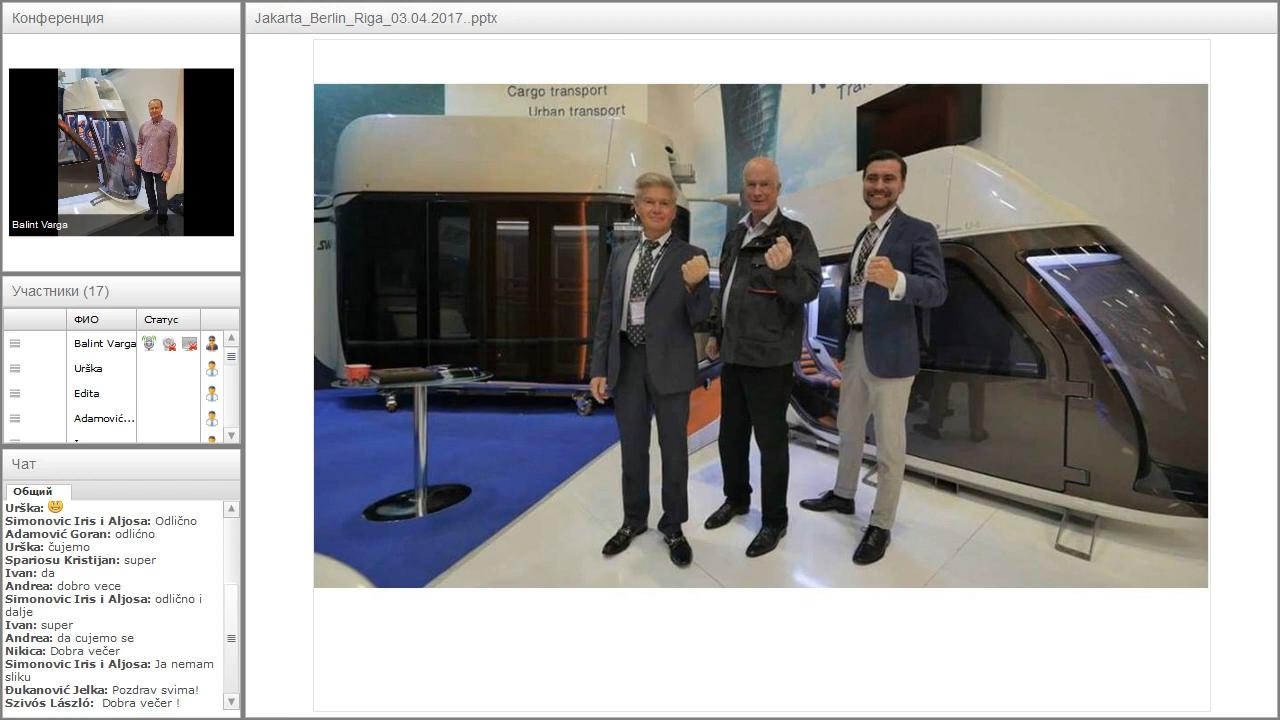 Конференция
Balint Varga
Участники (17)
ФИО Статус
Balint Varga
Urška
Edita
Adamović...
Чат
Общий
Urška:
Simonovic Iris i Aljosa: Odlično
Adamović Goran: odlično
Urška: čujemo
Spariosu Kristijan: super
Ivan: da
Andrea: dobro vece
Simonovic Iris i Aljosa: odlično i
dalje
Ivan: super
Andrea: da cujemo se
Nikica: Dobra večer
Simonovic Iris i Aljosa: Ja nemam
sliku
Đukanović Jelka: Pozdrav svima!
Szivós László: Dobra večer !
Jakarta_Berlin_Riga_03.04.2017..pptx
Cargo transport
Urban transport